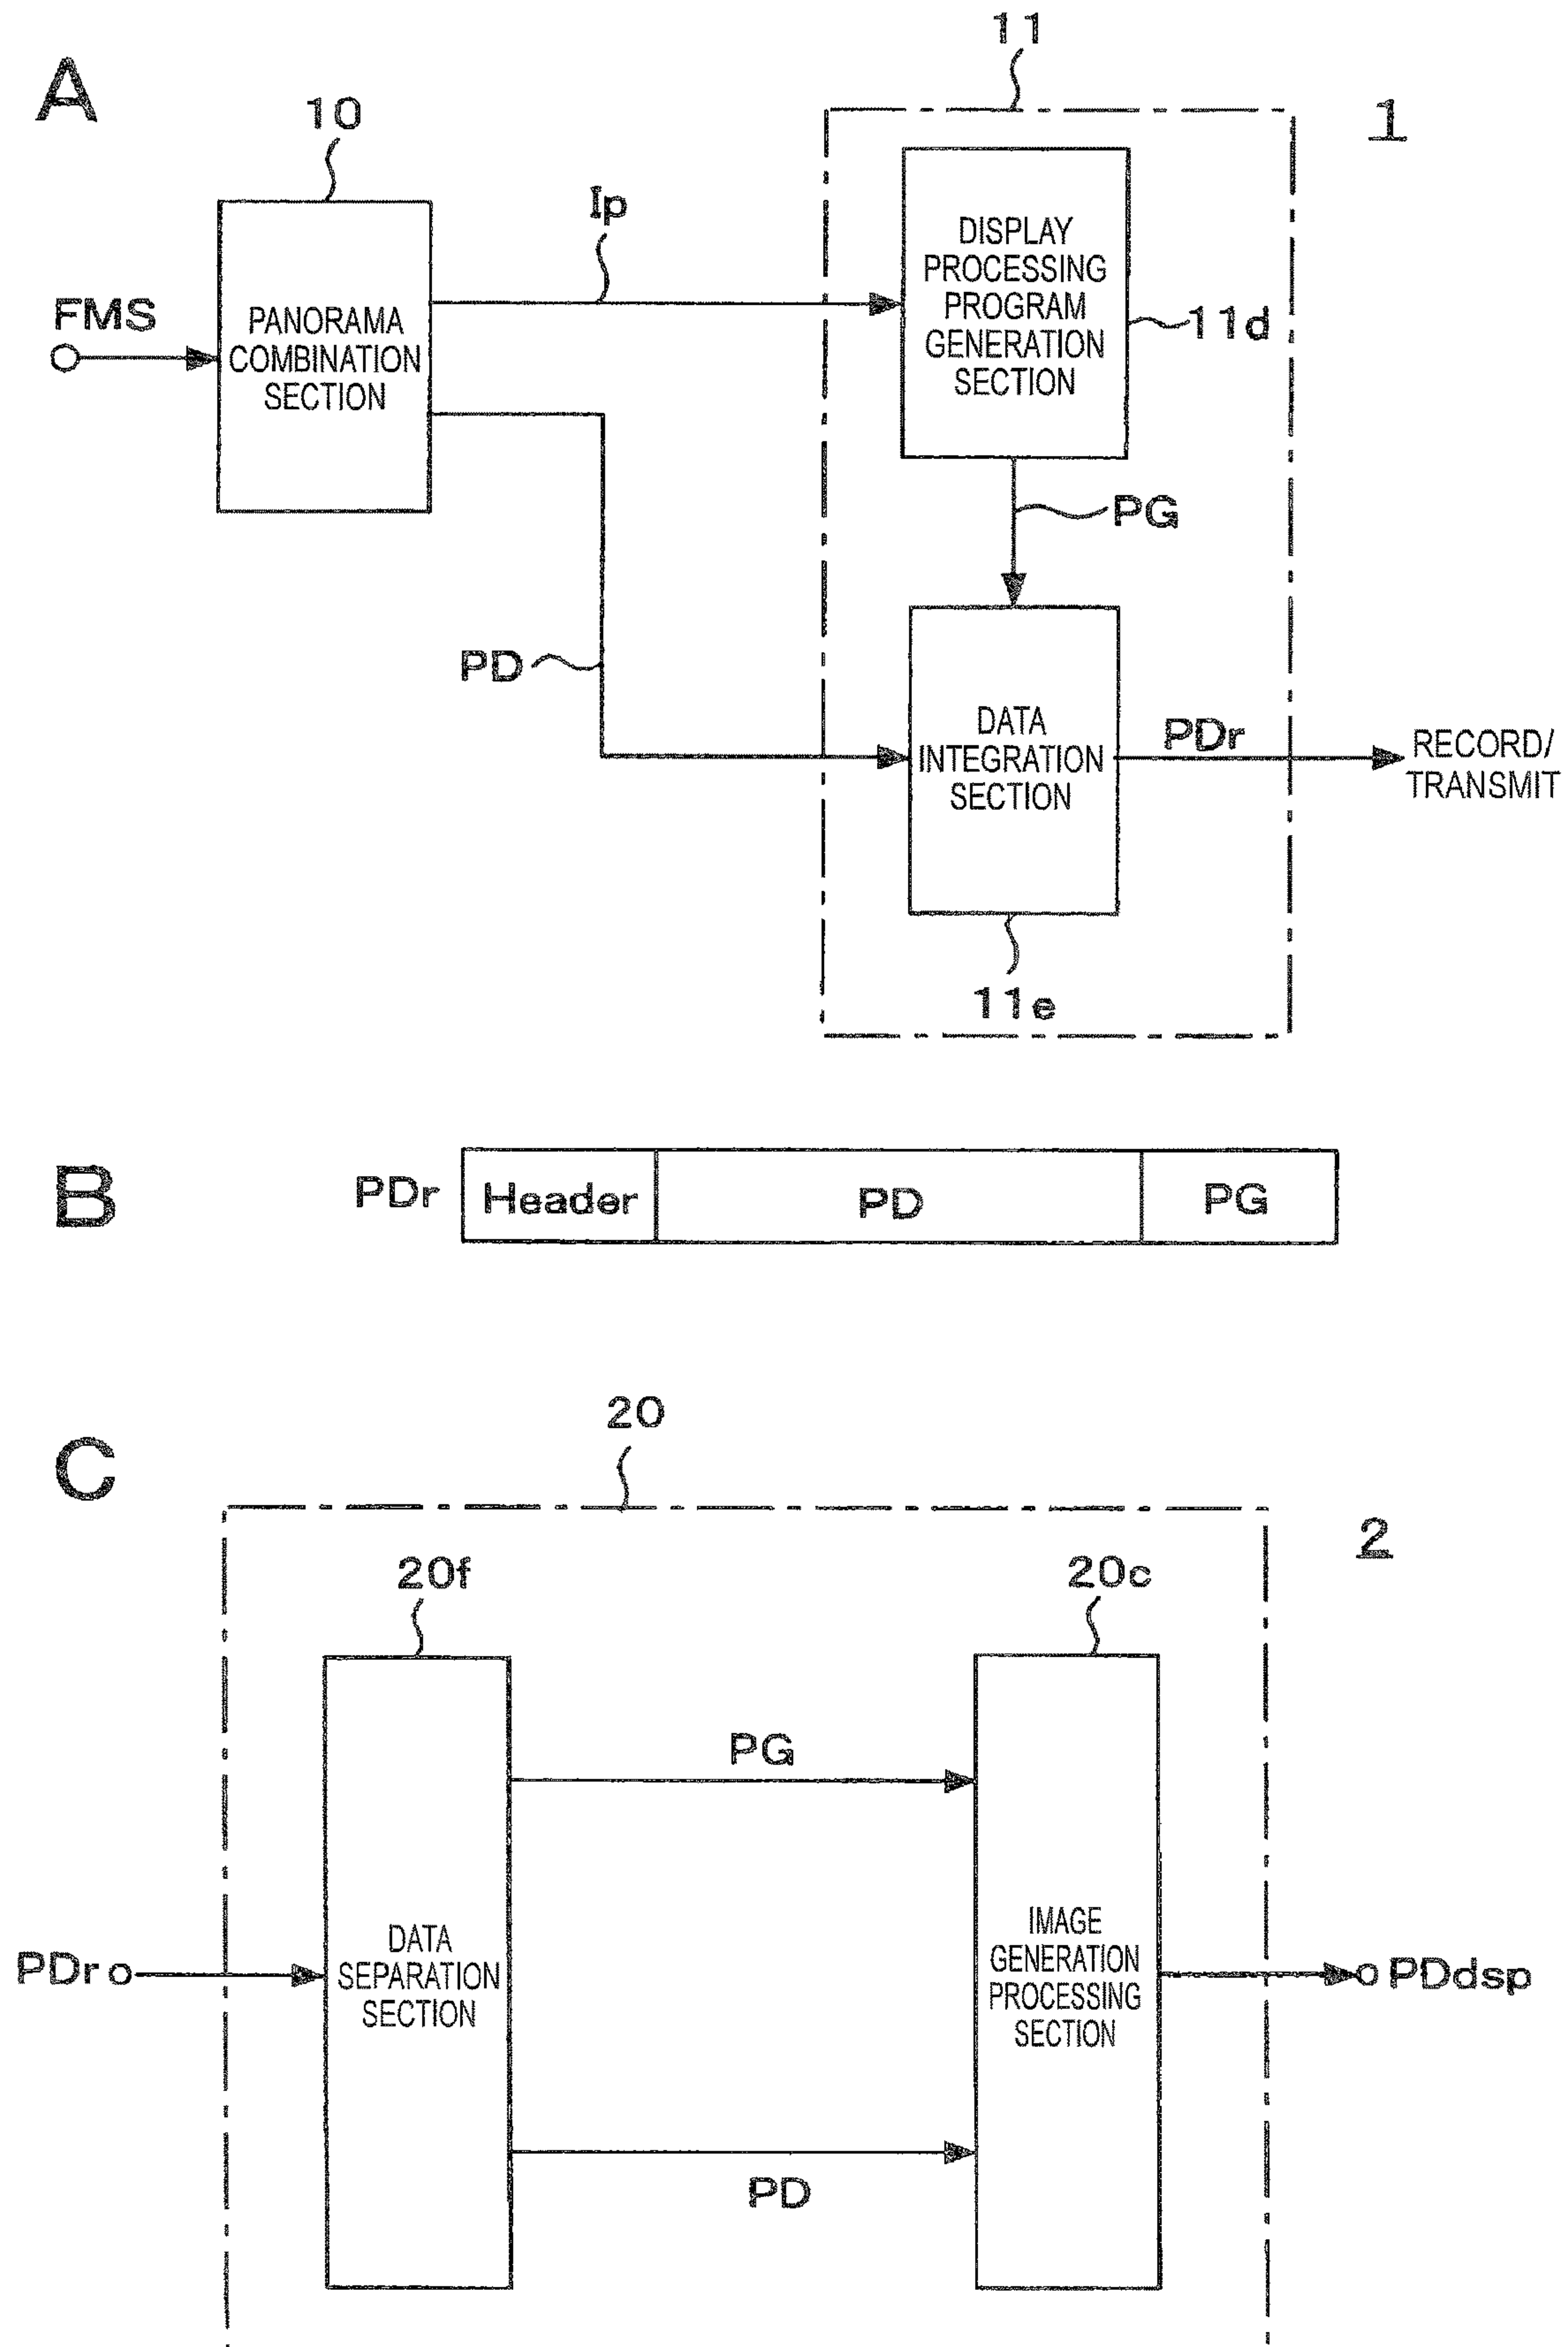 A
11
1
10
Ip
FMS
PANORAMA
COMBINATION
SECTION
DISPLAY
PROCESSING
PROGRAM
GENERATION
SECTION
11d
PG
PD
DATA
INTEGRATION
SECTION
PDr
RECORD/
TRANSMIT
11e
B
PDr
Header
PD
PG
C
20
2
20f
20c
PG
DATA
SEPARATION
SECTION
IMAGE
GENERATION
PROCESSING
SECTION
PDr
PDdsp
PD